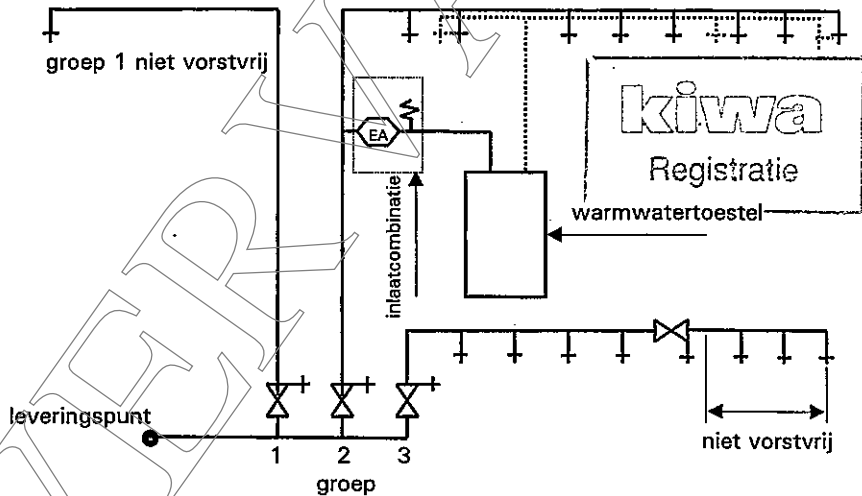 groep 1 niet vorstvrij
EA
inlaatcombinatie
kiwa
Registratie
warmwatertoestel
leveringspunt
niet vorstvrij
1 2 3
groep